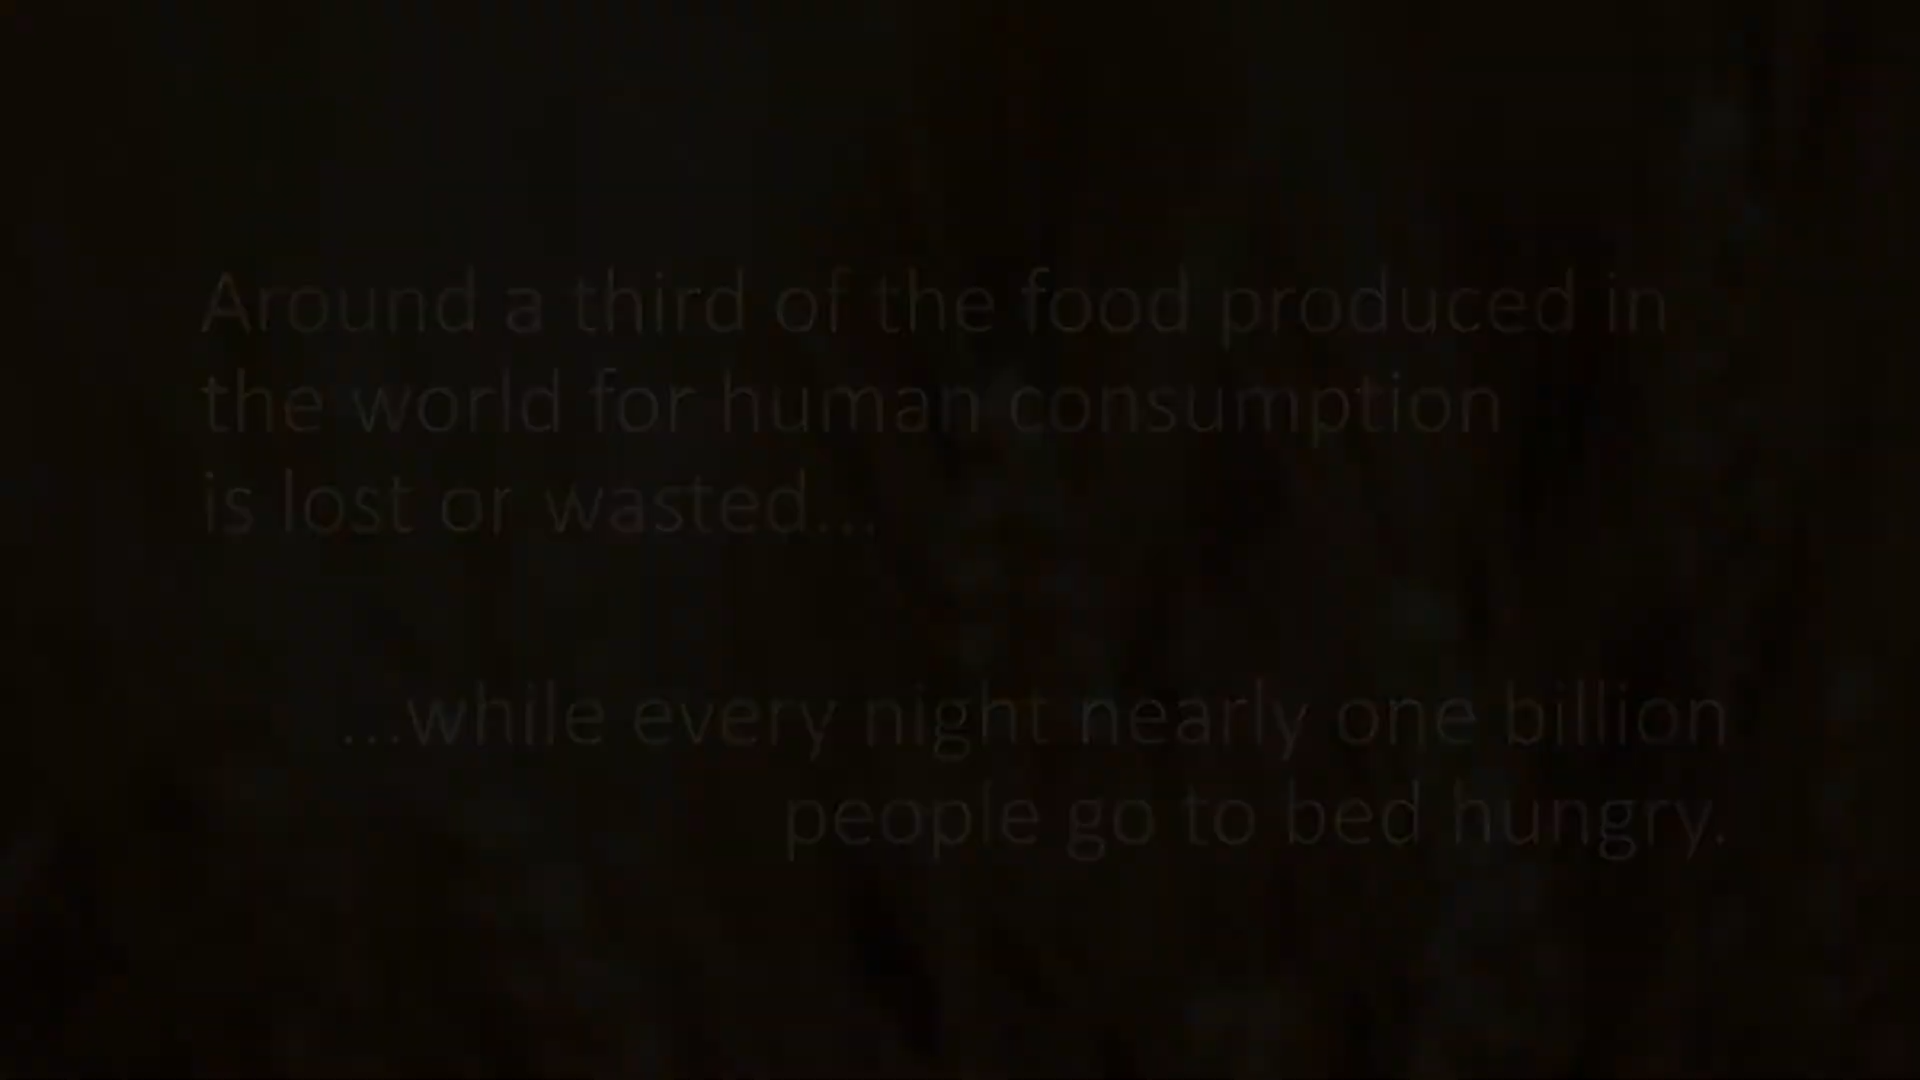 Around a third of the food produced in
the world for human consumption
is lost or wasted...
...while every night nearly one billion
people go to bed hungry.